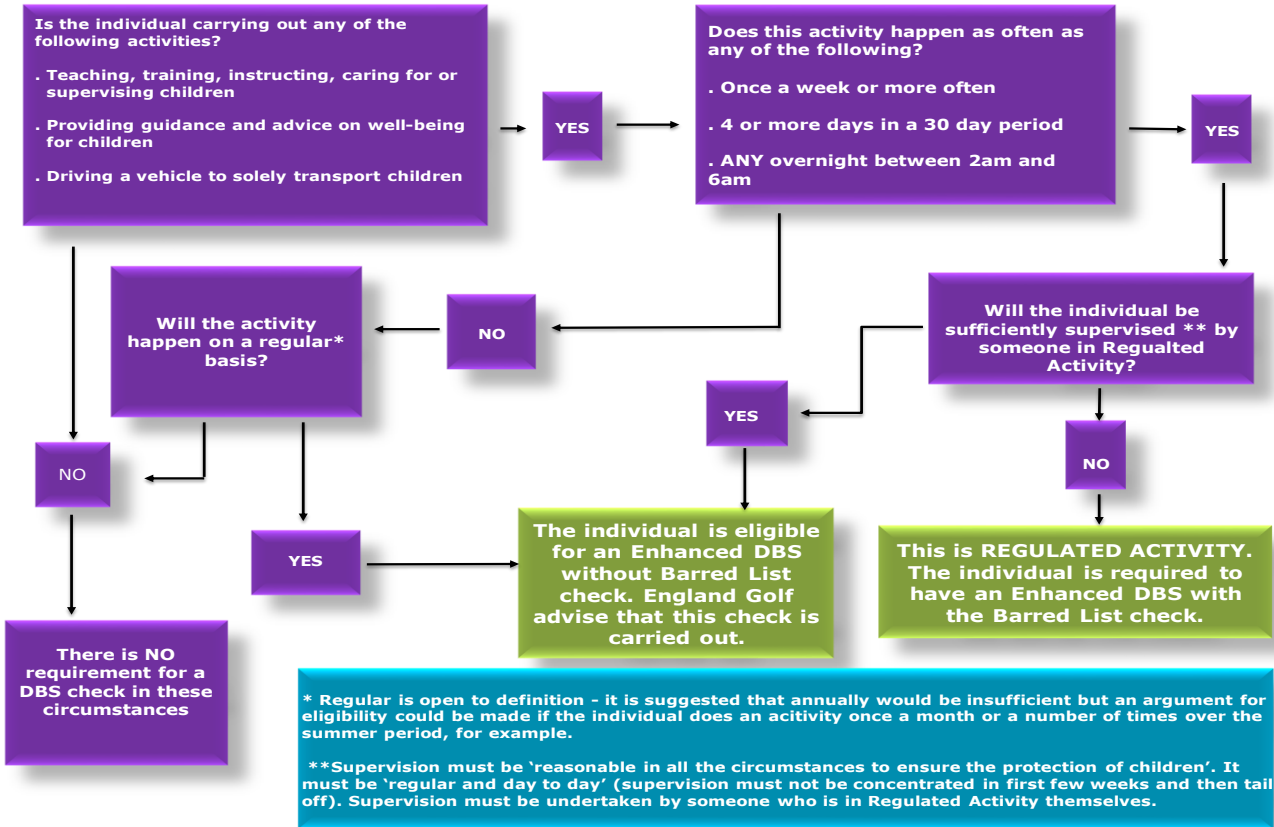 Is the individual carrying out any of the
following activities?
. Teaching, training, instructing, caring for or
supervising children
. Providing guidance and advice on well-being
for children
. Driving a vehicle to solely transport children
YES
Does this activity happen as often as
any of the following?
. Once a week or more often
. 4 or more days in a 30 day period
. ANY overnight between 2am and
6am
YES
Will the activity
happen on a regular*
basis?
NO
Will the individual be
sufficiently supervised ** by
someone in Regualted
Activity?
YES
NO
NO
YES
The individual is eligible
for an Enhanced DBS
without Barred List
check. England Golf
advise that this check is
carried out.
This is REGULATED ACTIVITY.
The individual is required to
have an Enhanced DBS with
the Barred List check.
There is NO
requirement for a
DBS check in these
circumstances
* Regular is open to definition - it is suggested that annually would be insufficient but an argument for
eligibility could be made if the individual does an acitivity once a month or a number of times over the
summer period, for example.
**Supervision must be ‘reasonable in all the circumstances to ensure the protection of children’. It
must be ‘regular and day to day’ (supervision must not be concentrated in first few weeks and then tail
off). Supervision must be undertaken by someone who is in Regulated Activity themselves.